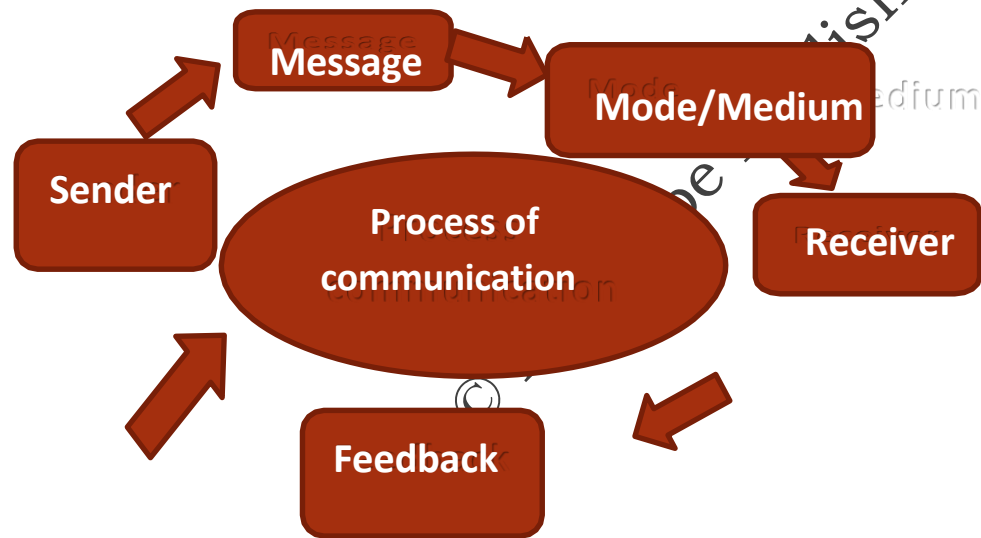 Message
Mode/Medium
Sender
Process of
communication
Receiver
©
Feedback